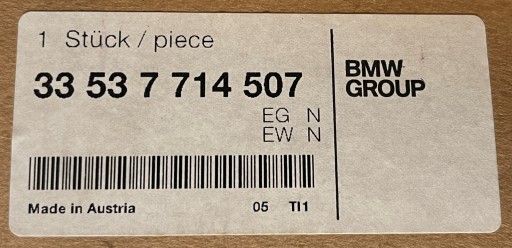 1 Stück / piece
33 53 7 714 507
BMW
GROUP
EG N
EW N
Made in Austria 05 TI1